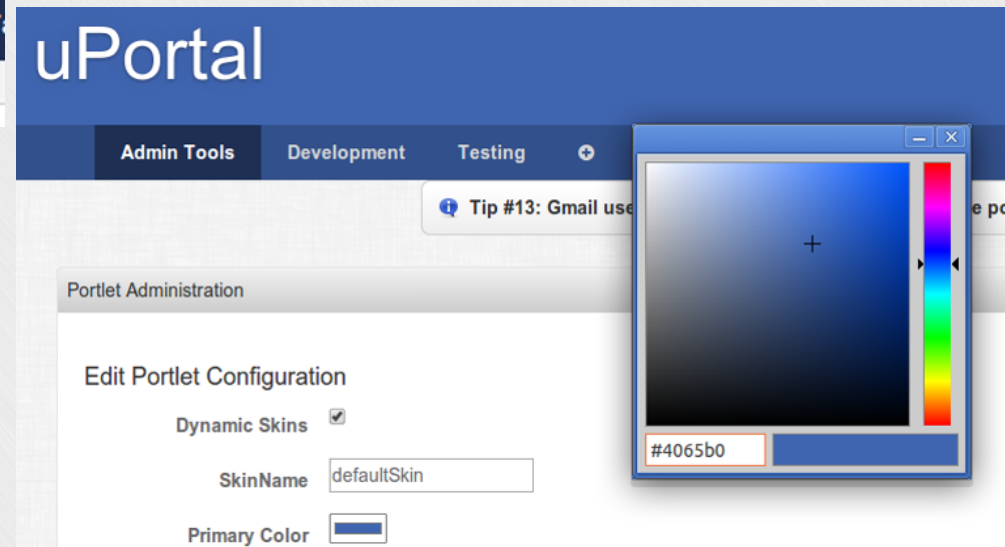 uPortal
Admin Tools Development Testing
Tip #13: Gmail use
e po
Portlet Administration
Edit Portlet Configuration
Dynamic Skins
SkinName defaultSkin
Primary Color
#4065b0